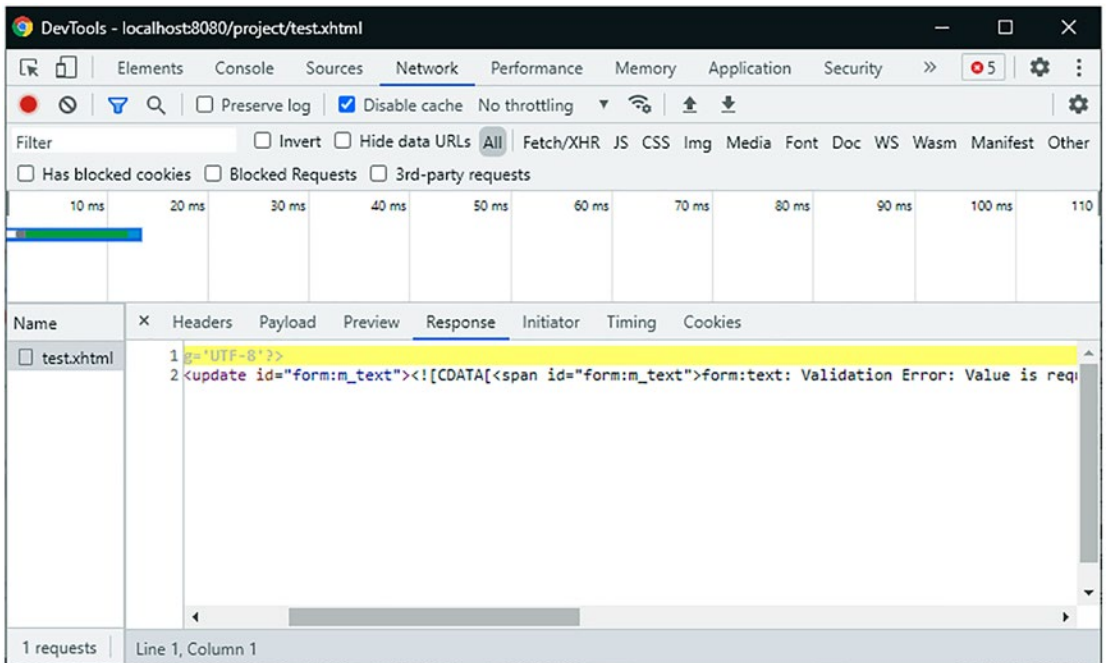 DevTools - localhost:8080/project/test.xhtml
Elements Console Sources Network Performance Memory Application Security » 5
Preserve log Disable cache No throttling
Filter Invert Hide data URLs All Fetch/XHR JS CSS Img Media Font Doc WS Wasm Manifest Other
Has blocked cookies Blocked Requests 3rd-party requests
10 ms 20 ms 30 ms 40 ms 50 ms 60 ms 70 ms 80 ms 90 ms 100 ms 110
Name × Headers Payload Preview Response Initiator Timing Cookies
test.xhtml 1 g='UTF-8'?>
2 <update id="form:m_text"><![CDATA[<span id="form:m_text">form:text: Validation Error: Value is req
1 requests Line 1, Column 1